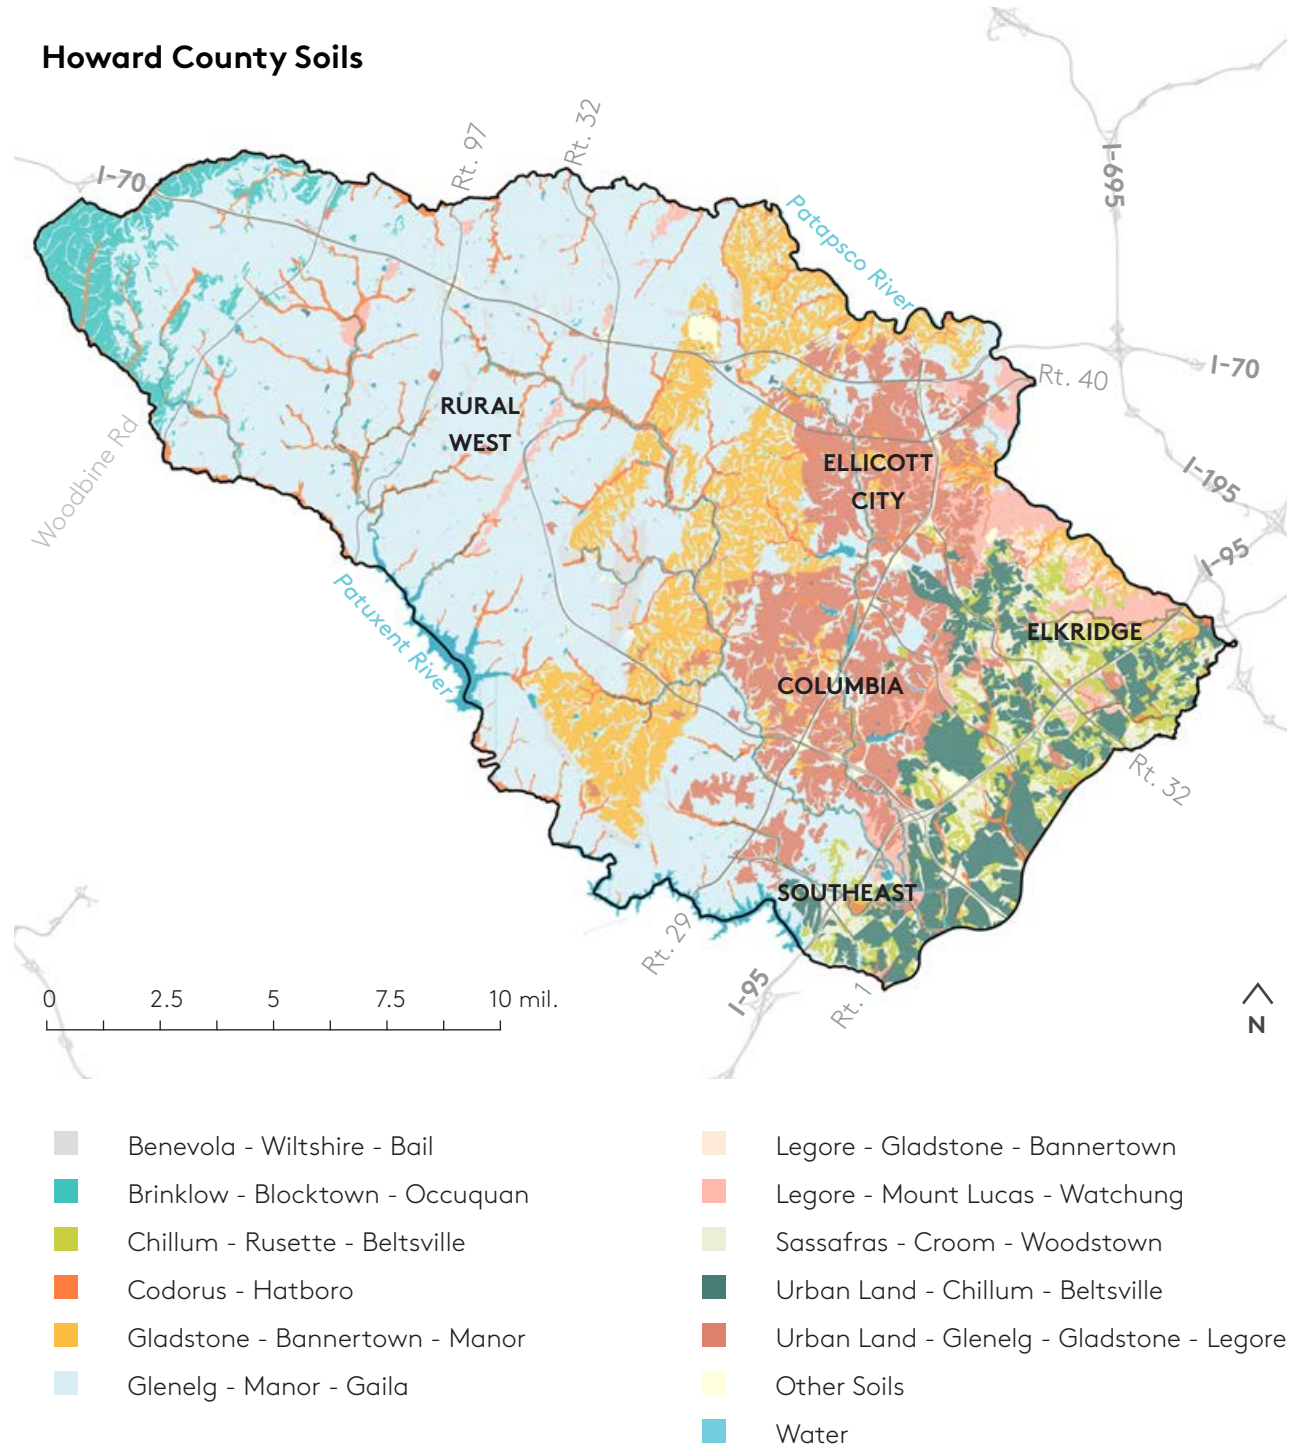 Howard County Soils
Rt. 97
Rt. 32
I-695
I-70
Patapsco River
I-70
Rt. 40
RURAL
WEST
ELLICOTT
CITY
I-195
Woodbine Rd
I-95
Patuxent River
ELKRIDGE
COLUMBIA
Rt. 32
SOUTHEAST
Rt. 29
I-95
Rt. 1
0 2.5 5 7.5 10 mil.
N
Benevola - Wiltshire - Bail
Brinklow - Blocktown - Occuquan
Chillum - Rusette - Beltsville
Codorus - Hatboro
Gladstone - Bannertown - Manor
Glenelg - Manor - Gaila
Legore - Gladstone - Bannertown
Legore - Mount Lucas - Watchung
Sassafras - Croom - Woodstown
Urban Land - Chillum - Beltsville
Urban Land - Glenelg - Gladstone - Legore
Other Soils
Water